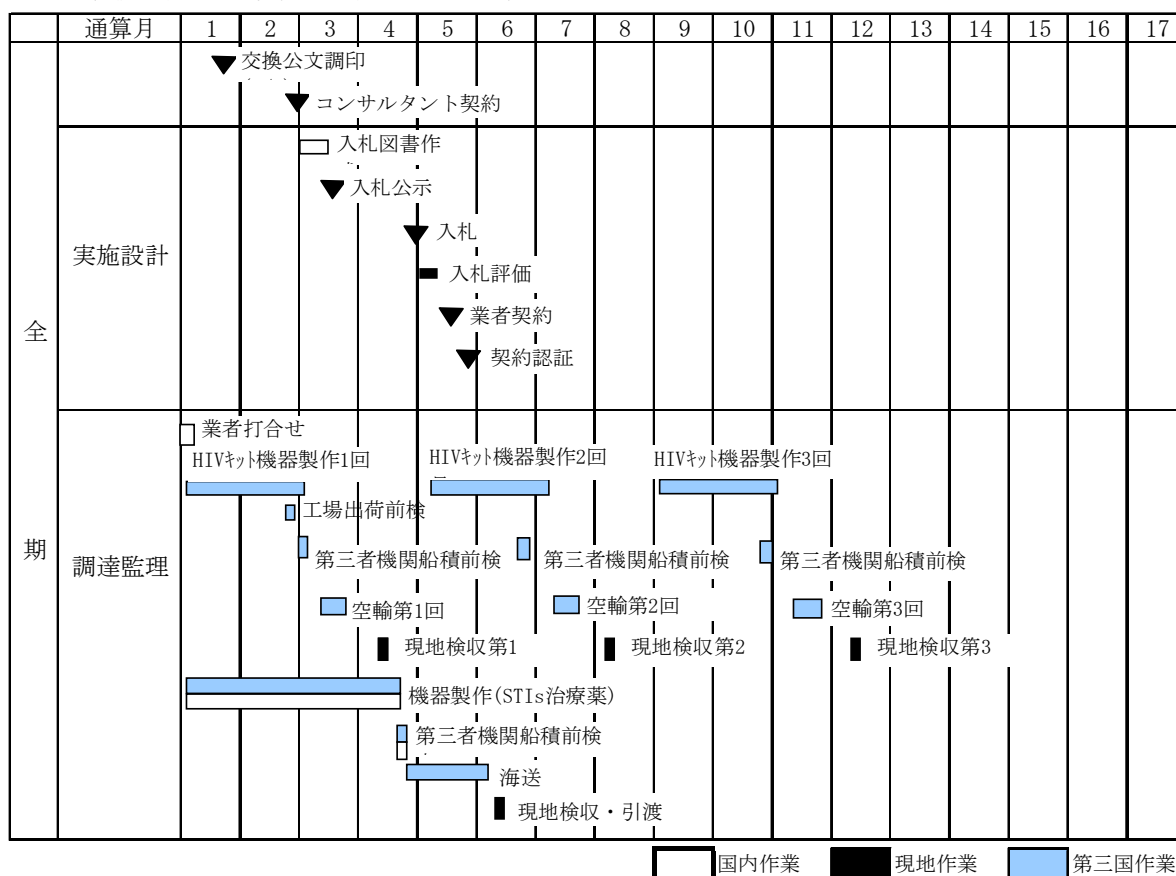 通算月 1 2 3 4 5 6 7 8 9 10 11 12 13 14 15 16 17
交換公文調印
コンサルタント契約
入札図書作
入札公示
実施設計
入札
入札評価
業者契約
契約認証
全
期
調達監理
業者打合せ
HIVｷｯﾄ機器製作1回 HIVｷｯﾄ機器製作2回 HIVｷｯﾄ機器製作3回
工場出荷前検
第三者機関船積前検 第三者機関船積前検 第三者機関船積前検
空輸第1回 空輸第2回 空輸第3回
現地検収第1 現地検収第2 現地検収第3
機器製作(STIs治療薬)
第三者機関船積前検
海送
現地検収・引渡
国内作業 現地作業 第三国作業